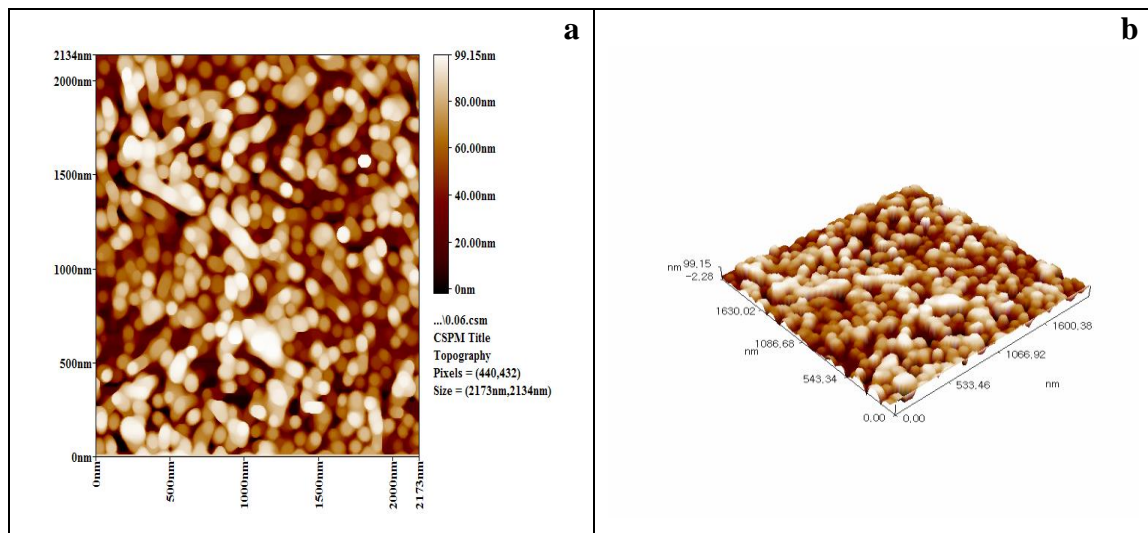 a
2134nm
2000nm
1500nm
1000nm
500nm
0nm
0nm
500nm
1000nm
1500nm
2000nm
2173nm
99.15nm
80.00nm
60.00nm
40.00nm
20.00nm
0nm
...\0.06.csm
CSPM Title
Topography
Pixels = (440,432)
Size = (2173nm,2134nm)
b
nm 99.15
-2.28
1630.02
1086.68
nm
543.34
0.00
0.00
533.46
nm
1066.92
1600.38